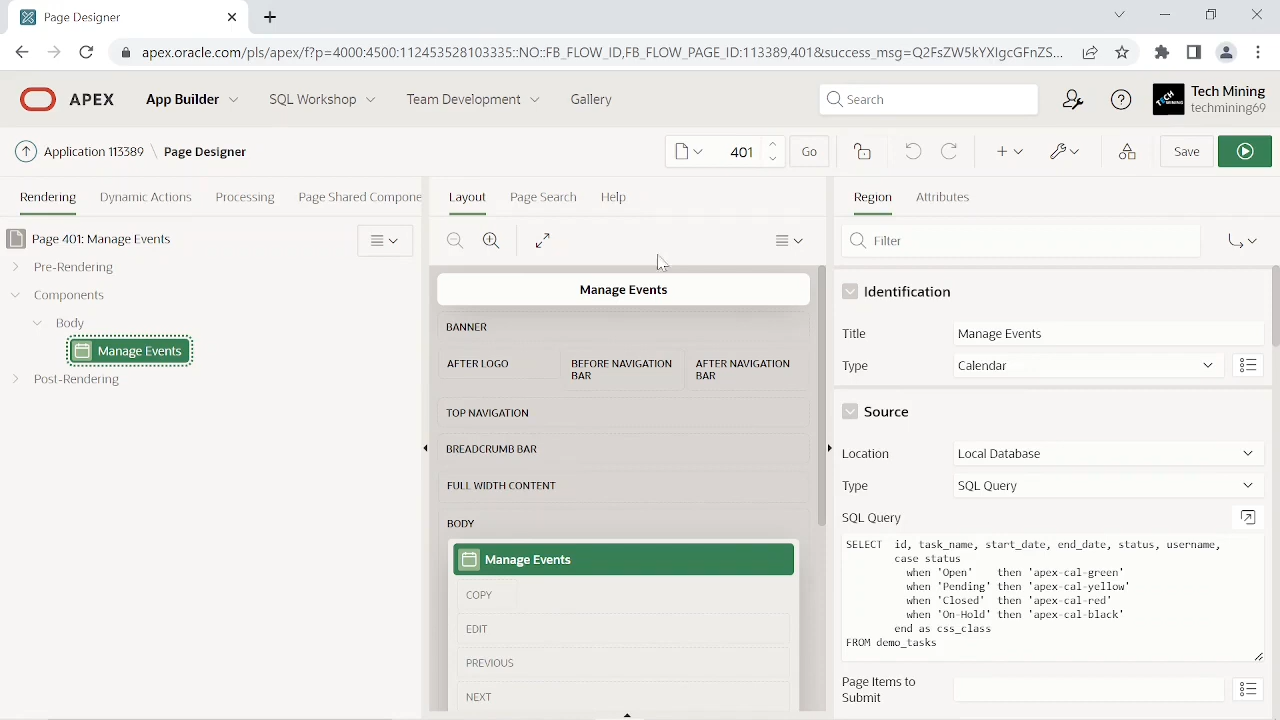 Page Designer
apex.oracle.com/pls/apex/f?p=4000:4500:112453528103335::NO::FB_FLOW_ID,FB_FLOW_PAGE_ID:113389,401&success_msg=Q2FsZW5kYXIgcGFnZS...
APEX
App Builder
SQL Workshop
Team Development
Gallery
Search
TECH MINING
Tech Mining
techmining69
Application 113389 \ Page Designer
401
Go
Save
Rendering
Dynamic Actions
Processing
Page Shared Compone
Layout
Page Search
Help
Region
Attributes
Page 401: Manage Events
Pre-Rendering
Components
Body
Manage Events
Post-Rendering
Manage Events
BANNER
AFTER LOGO
BEFORE NAVIGATION
BAR
AFTER NAVIGATION
BAR
TOP NAVIGATION
BREADCRUMB BAR
FULL WIDTH CONTENT
BODY
Manage Events
COPY
EDIT
PREVIOUS
NEXT
Filter
Identification
Title
Manage Events
Type
Calendar
Source
Location
Local Database
Type
SQL Query
SQL Query
SELECT id, task_name, start_date, end_date, status, username,
case status
when 'Open' then 'apex-cal-green'
when 'Pending' then 'apex-cal-yellow'
when 'Closed' then 'apex-cal-red'
when 'On-Hold' then 'apex-cal-black'
end as css_class
FROM demo_tasks
Page Items to
Submit